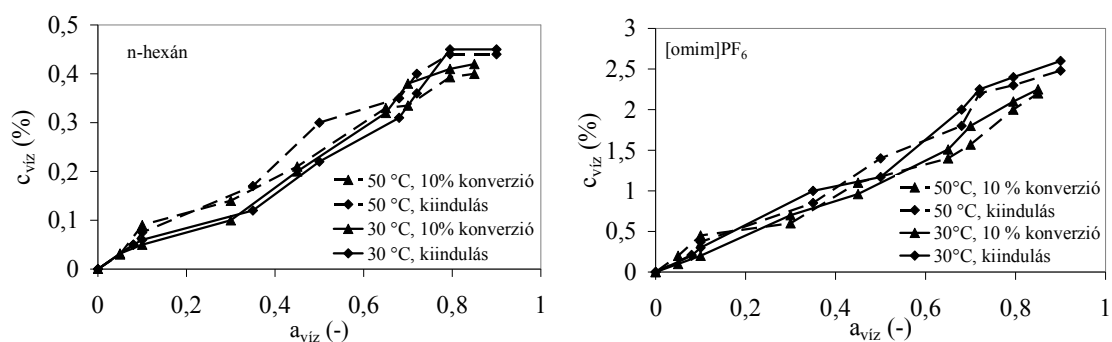 n-hexán
0,5
0,4
0,3
0,2
0,1
0
c_víz (%)
50 °C, 10% konverzió
50 °C, kiindulás
30 °C, 10% konverzió
30 °C, kiindulás
0 0,2 0,4 0,6 0,8 1
a_víz (-)
[omim]PF₆
3
2,5
2
1,5
1
0,5
0
c_víz (%)
50°C, 10 % konverzió
50 °C, kiindulás
30°C, 10 % konverzió
30°C, kiindulás
0 0,2 0,4 0,6 0,8 1
a_víz (-)